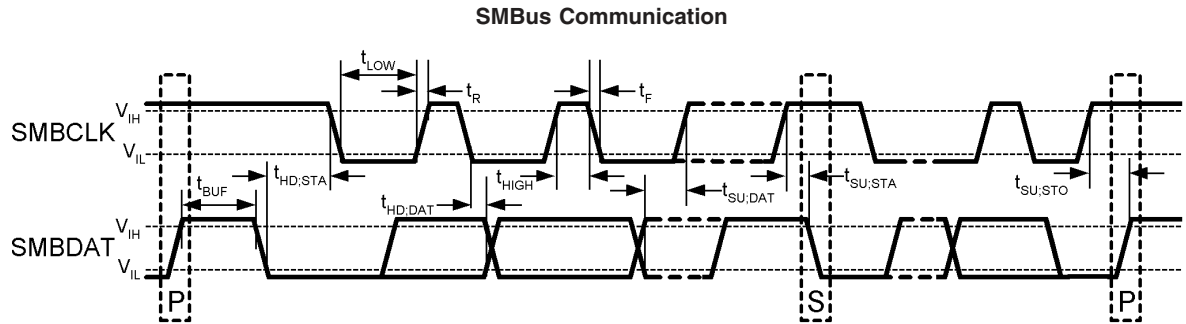 SMBus Communication
tLOW
tR
tF
VIH
SMBCLK
VIL
tHD;STA
tBUF
tHIGH
tSU;DAT
tSU;STA
tSU;STO
tHD;DAT
VIH
SMBDAT
VIL
P
S
P